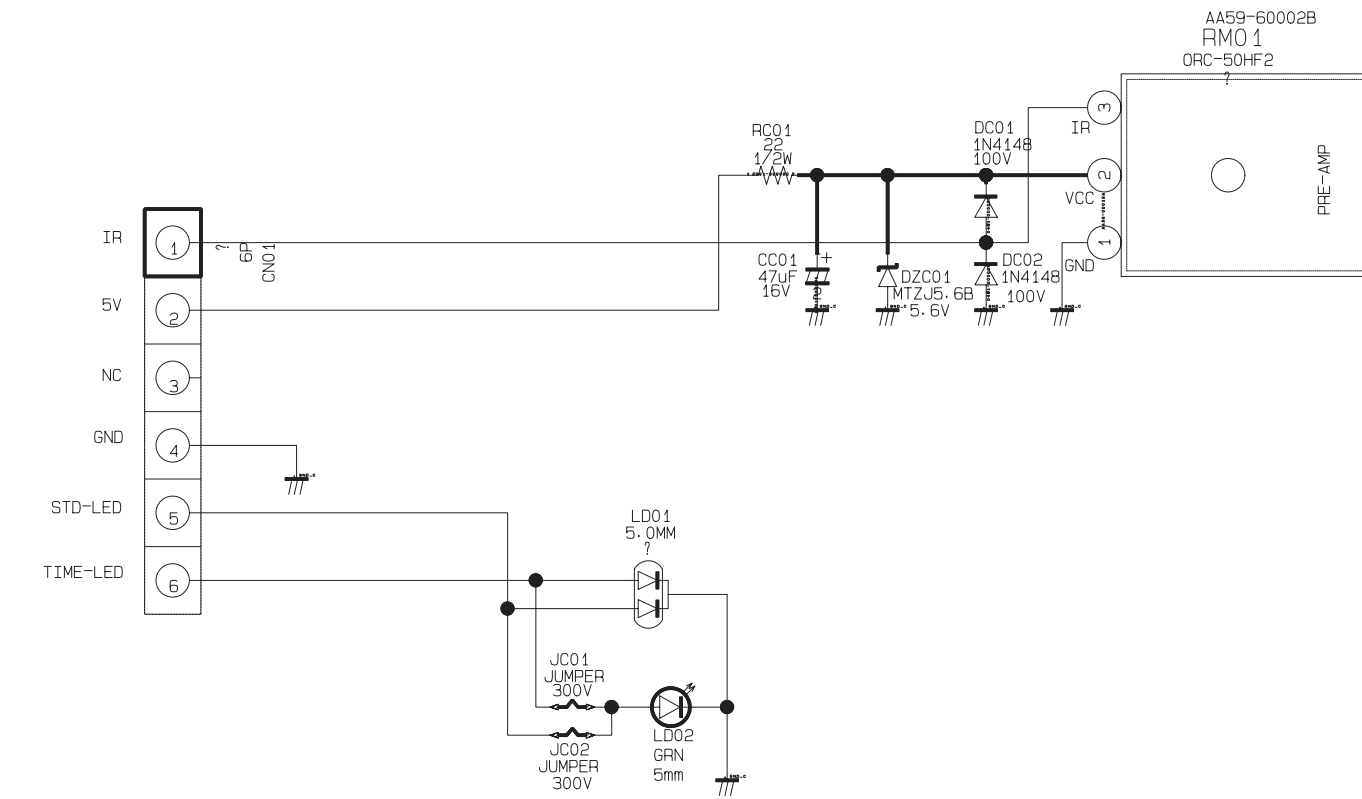 AA59-60002B
RM01
ORC-50HF2
?
3
IR
2
VCC
1
GND
PRE-AMP
RC01
22
1/2W
DC01
1N4148
100V
IR
1
?
6P
CN01
CC01
+
47uF
16V
DZC01
MTZJ5.6B
5.6V
DC02
1N4148
100V
5V
2
NC
3
GND
4
STD-LED
5
TIME-LED
6
LD01
5.0MM
?
JC01
JUMPER
300V
JC02
JUMPER
300V
LD02
GRN
5mm